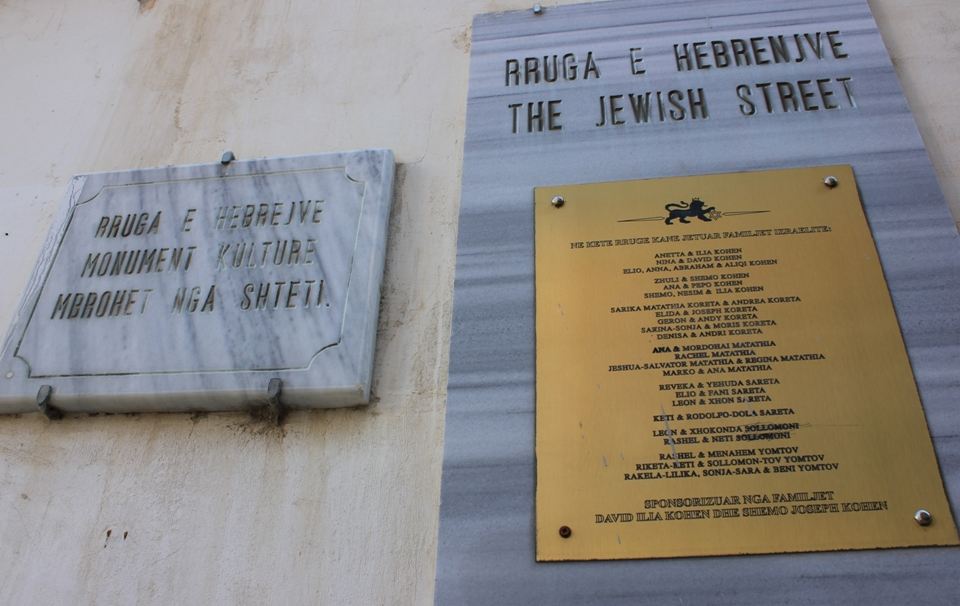 RRUGA E HEBREJVE
MONUMENT KULTURE
MBROHET NGA SHTETI.
RRUGA E HEBRENJVE
THE JEWISH STREET
NE KETE RRUGE KANE JETUAR FAMILJET IZRAELITE:
ANETTA & ILIA KOHEN
NINA & DAVID KOHEN
ELIO, ANNA, ABRAHAM & ALIQI KOHEN
ZHULI & SHEMO KOHEN
ANA & PEPO KOHEN
SHEMO, NESIM & ILIA KOHEN
SARIKA MATATHIA KORETA & ANDREA KORETA
ELIDA & JOSEPH KORETA
GERON & ANDY KORETA
SARINA-SONJA & MORIS KORETA
DENISA & ANDRI KORETA
ANA & MORDOHAI MATATHIA
RACHEL MATATHIA
JESHUA-SALVATOR MATATHIA & REGINA MATATHIA
MARKO & ANA MATATHIA
REVEKA & YEHUDA SARETA
ELIO & FANI SARETA
LEON & XHON SARETA
KETI & RODOLPO-DOLA SARETA
LEON & XHOKONDA SOLLOMONI
RASHEL & NETI SOLLOMONI
RASHEL & MENAHEM YOMTOV
RIKETA-KETI & SOLLOMON-TOV YOMTOV
RAKELA-LILIKA, SONJA-SARA & BENI YOMTOV
SPONSORIZUAR NGA FAMILJET
DAVID ILIA KOHEN DHE SHEMO JOSEPH KOHEN